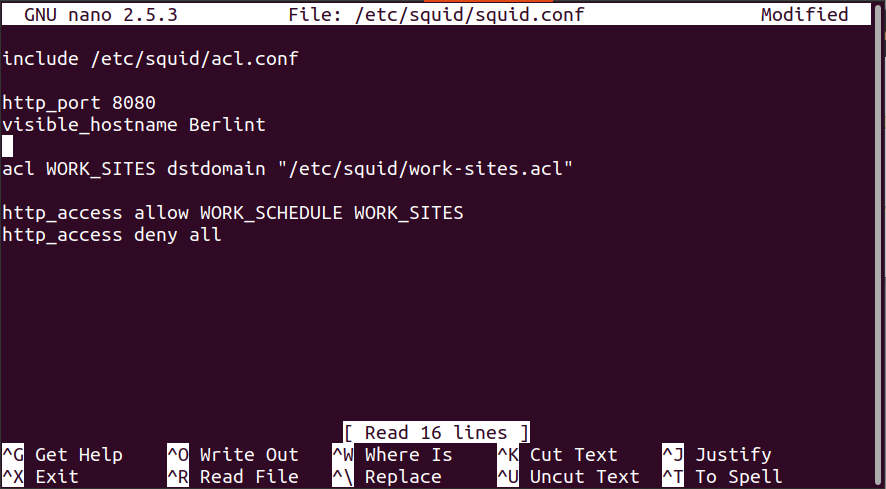 GNU nano 2.5.3 File: /etc/squid/squid.conf Modified
include /etc/squid/acl.conf
http_port 8080
visible_hostname Berlint
acl WORK_SITES dstdomain "/etc/squid/work-sites.acl"
http_access allow WORK_SCHEDULE WORK_SITES
http_access deny all
[ Read 16 lines ]
^G Get Help ^O Write Out ^W Where Is ^K Cut Text ^J Justify
^X Exit ^R Read File ^\ Replace ^U Uncut Text ^T To Spell